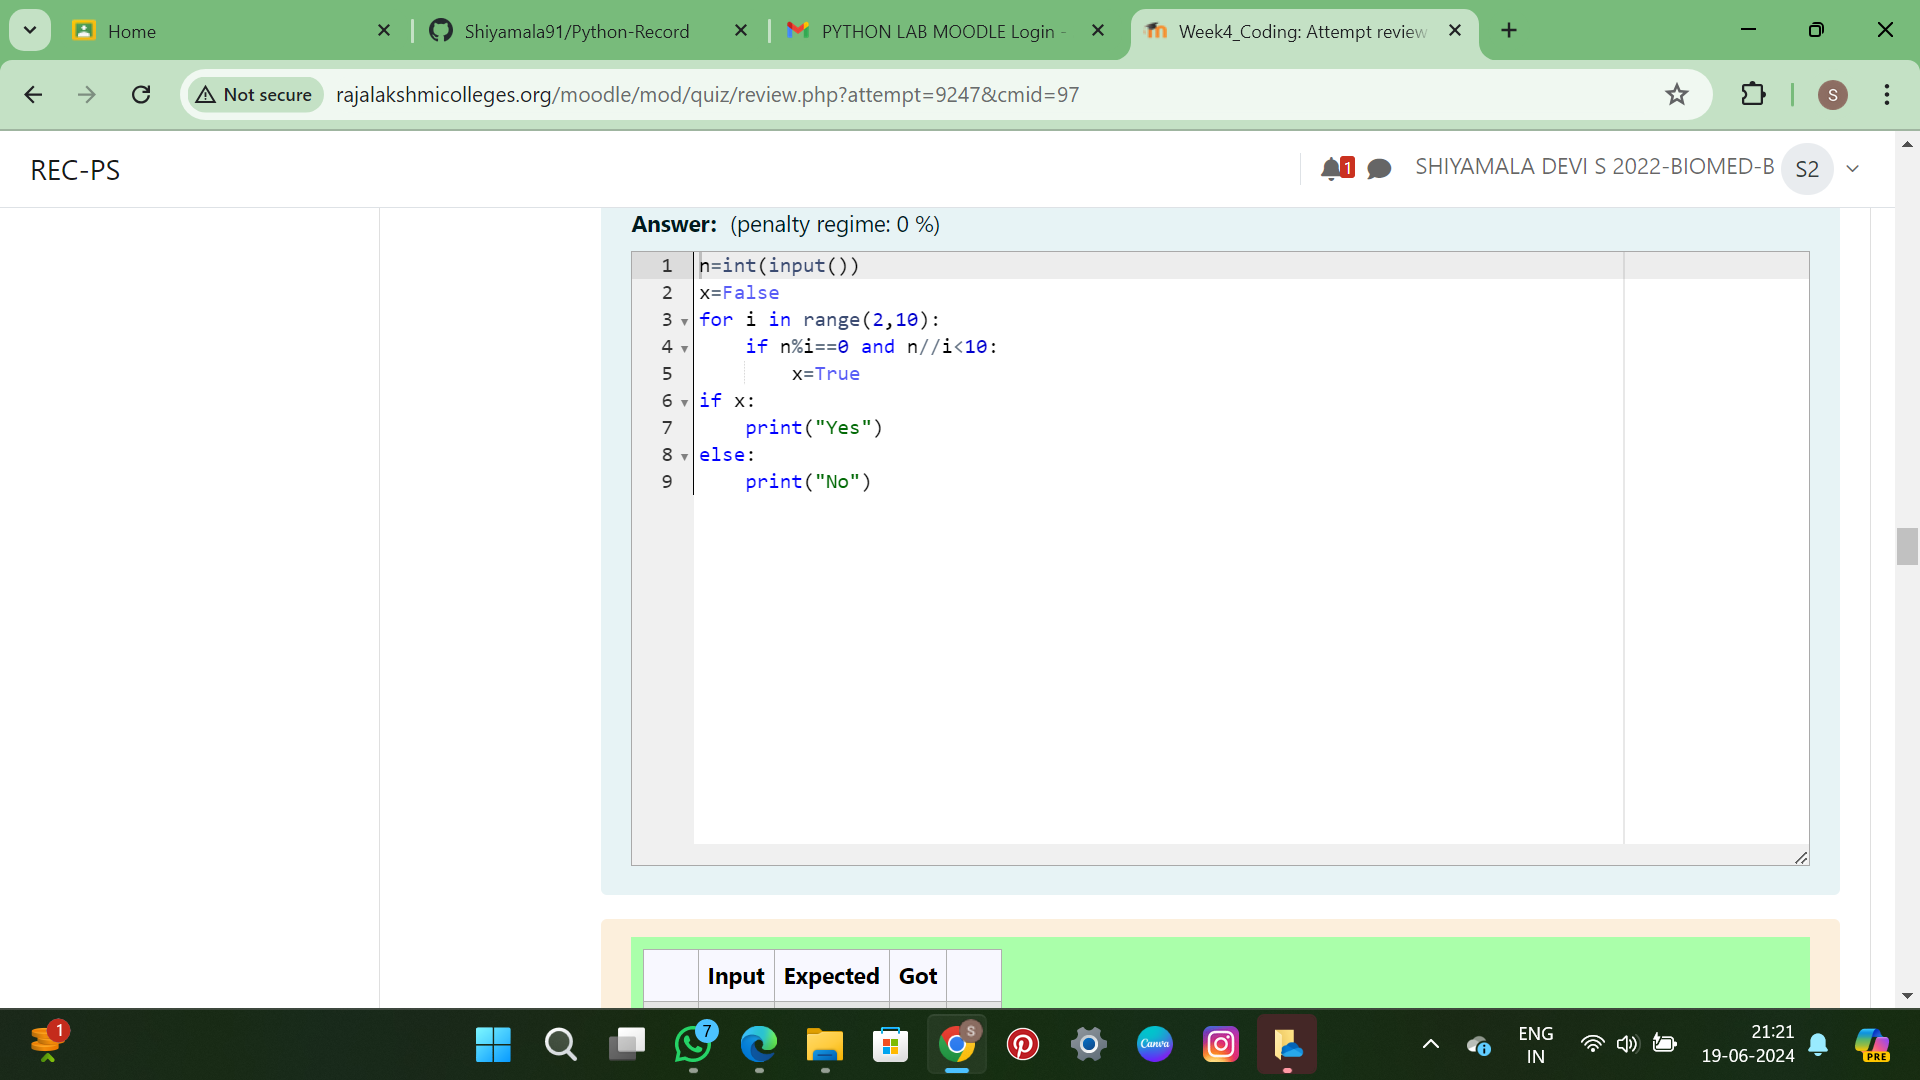 Home
Shiyamala91/Python-Record
PYTHON LAB MOODLE Login -
Week4_Coding: Attempt review
Not secure
rajalakshmicolleges.org/moodle/mod/quiz/review.php?attempt=9247&cmid=97
S
REC-PS
1
SHIYAMALA DEVI S 2022-BIOMED-B
S2
Answer: (penalty regime: 0 %)
1 n=int(input())
2 x=False
3 for i in range(2,10):
4     if n%i==0 and n//i<10:
5         x=True
6 if x:
7     print("Yes")
8 else:
9     print("No")
Input Expected Got
1
7
S
Canva
ENG
IN
21:21
19-06-2024
PRE